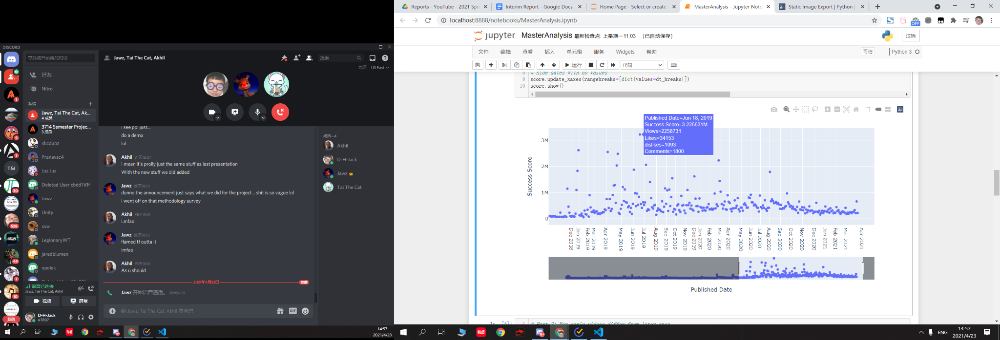 DISCORD
寻找或开始新的对话
好友
Nitro
私信
Jawz, Tai The Cat, Ak...
4 成员
3714 Semester Projec...
3 成员
xkcdubz
Pranavsc4
Jus Jus
Deleted User cbdd7d1f
Jawz
Unity
ssw
LegionaryWT
jaredblumen
opolek
语音已连接
Jawz, Tai The Cat, Akhil
视频
屏幕
D-H-Jack
#7807
T&I
1
5
1
30
528
44
1
10
新的
Jawz, Tai The Cat, Akhil
搜索
地区 US East
I see ppl just...
do a demo
lol
Akhil 昨天18:07
I mean it's prolly just the same stuff as last presentation
With the new stuff we did added
Jawz 昨天18:10
dunno the announcement just says what we did for the project... shit is so vague lol
i went off on that methodology survey
Akhil 昨天18:10
Lmfao
Jawz 昨天18:10
flamed tf outta it
lmfao
Akhil 昨天18:10
As u should
2021年4月23日
新的
Jawz 开始语音通话。 今天14:01
给 Jawz, Tai The Cat, Akhil 发消息
GIF
成员—4
Akhil
D-H-Jack
Jawz
Tai The Cat
14:57
2021/4/23
Reports - YouTube - 2021 Spri
Interim Report - Google Docs
Home Page - Select or create a
MasterAnalysis - Jupyter Note
Static Image Export | Python |
localhost:8888/notebooks/MasterAnalysis.ipynb
OFF
jupyter MasterAnalysis 最新检查点: 上星期一11:03 (已自动保存)
注销
文件 编辑 查看 插入 单元格 服务 Widgets 帮助
可信 Python 3
运行 代码
8 # hide dates with no values
9 score.update_xaxes(rangebreaks=[dict(values=dt_breaks)])
10 score.show()
Published Date=Jun 18, 2019
Success Score=3.226631M
Views=2258731
Likes=34153
dislikes=1093
Comments=1800
Success Score
3M
2M
1M
0
Dec 2018
Jan 2019
Feb 2019
Mar 2019
Apr 2019
May 2019
Jun 2019
Jul 2019
Aug 2019
Sep 2019
Oct 2019
Nov 2019
Dec 2019
Jan 2020
Feb 2020
Mar 2020
Apr 2020
May 2020
Jun 2020
Jul 2020
Aug 2020
Sep 2020
Oct 2020
Nov 2020
Dec 2020
Jan 2021
Feb 2021
Mar 2021
Apr 2021
Published Date
In [5]: 1 # Part 2: How early videos differ from later ones
ENG
14:57
2021/4/23